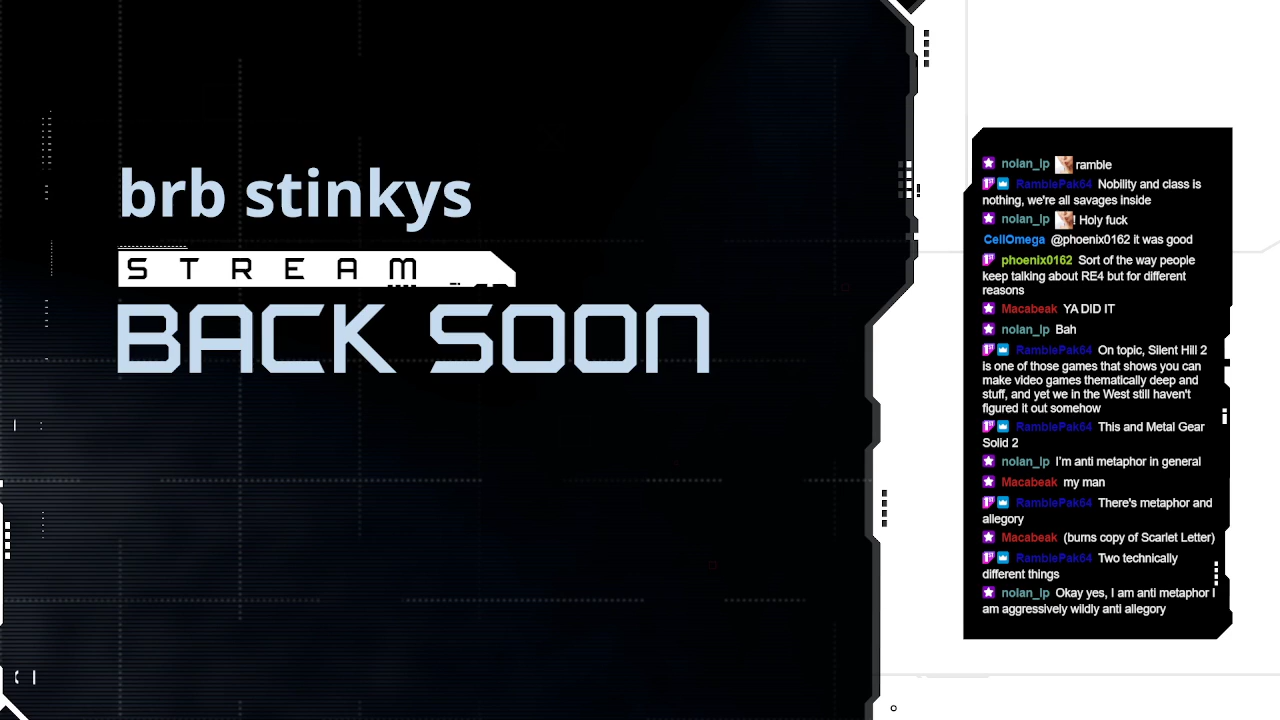 brb stinkys
STREAM
BACK SOON
nolan_lp ramble
RamblePak64 Nobility and class is
nothing, we're all savages inside
nolan_lp Holy fuck
CellOmega @phoenix0162 it was good
phoenix0162 Sort of the way people
keep talking about RE4 but for different
reasons
Macabeak YA DID IT
nolan_lp Bah
RamblePak64 On topic, Silent Hill 2
is one of those games that shows you can
make video games thematically deep and
stuff, and yet we in the West still haven't
figured it out somehow
RamblePak64 This and Metal Gear
Solid 2
nolan_lp I'm anti metaphor in general
Macabeak my man
RamblePak64 There's metaphor and
allegory
Macabeak (burns copy of Scarlet Letter)
RamblePak64 Two technically
different things
nolan_lp Okay yes, I am anti metaphor I
am aggressively wildly anti allegory